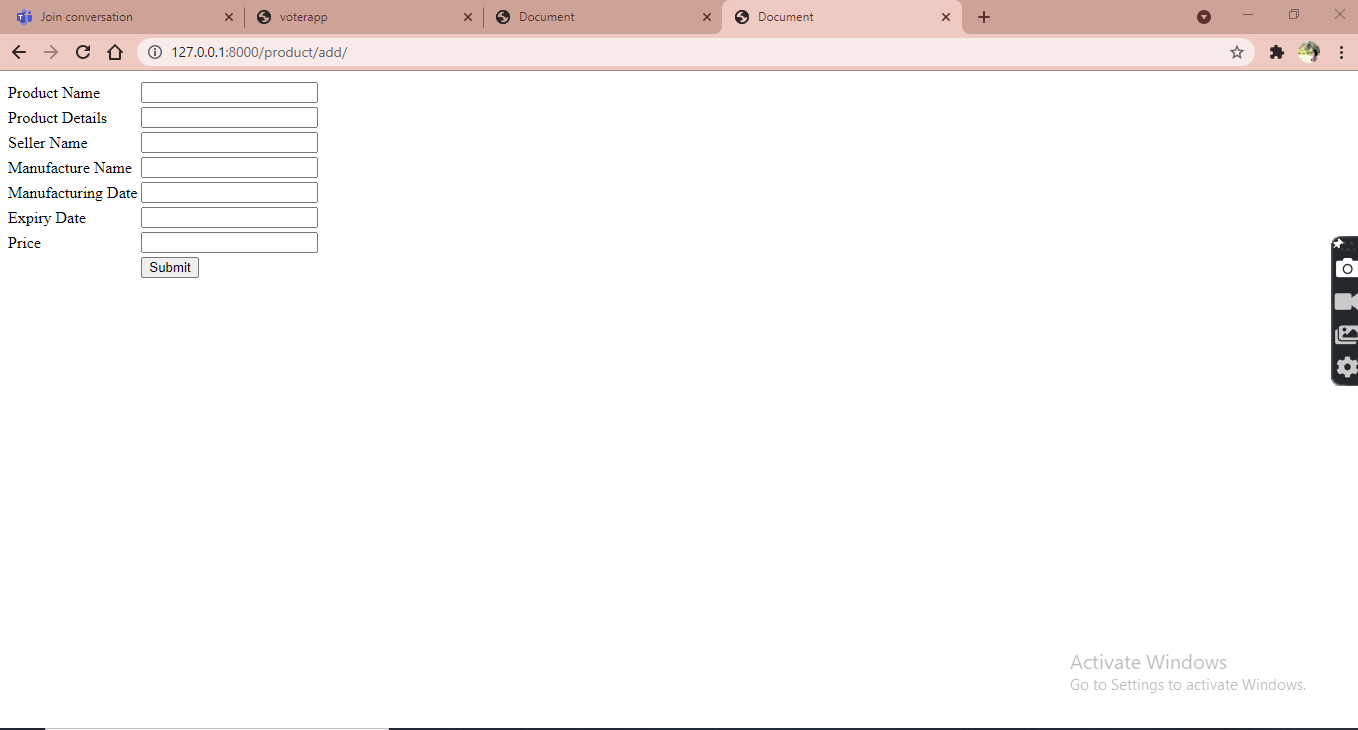 Join conversation
voterapp
Document
Document
127.0.0.1:8000/product/add/
Product Name
Product Details
Seller Name
Manufacture Name
Manufacturing Date
Expiry Date
Price
Submit
Activate Windows
Go to Settings to activate Windows.